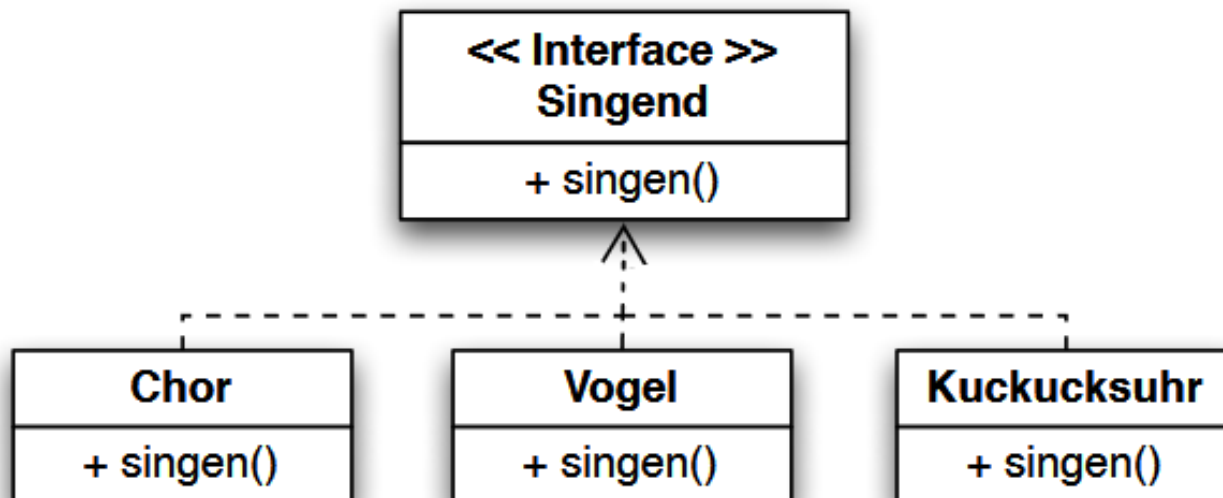 << Interface >>
Singend
+ singen()
Chor
Vogel
Kuckucksuhr
+ singen()
+ singen()
+ singen()